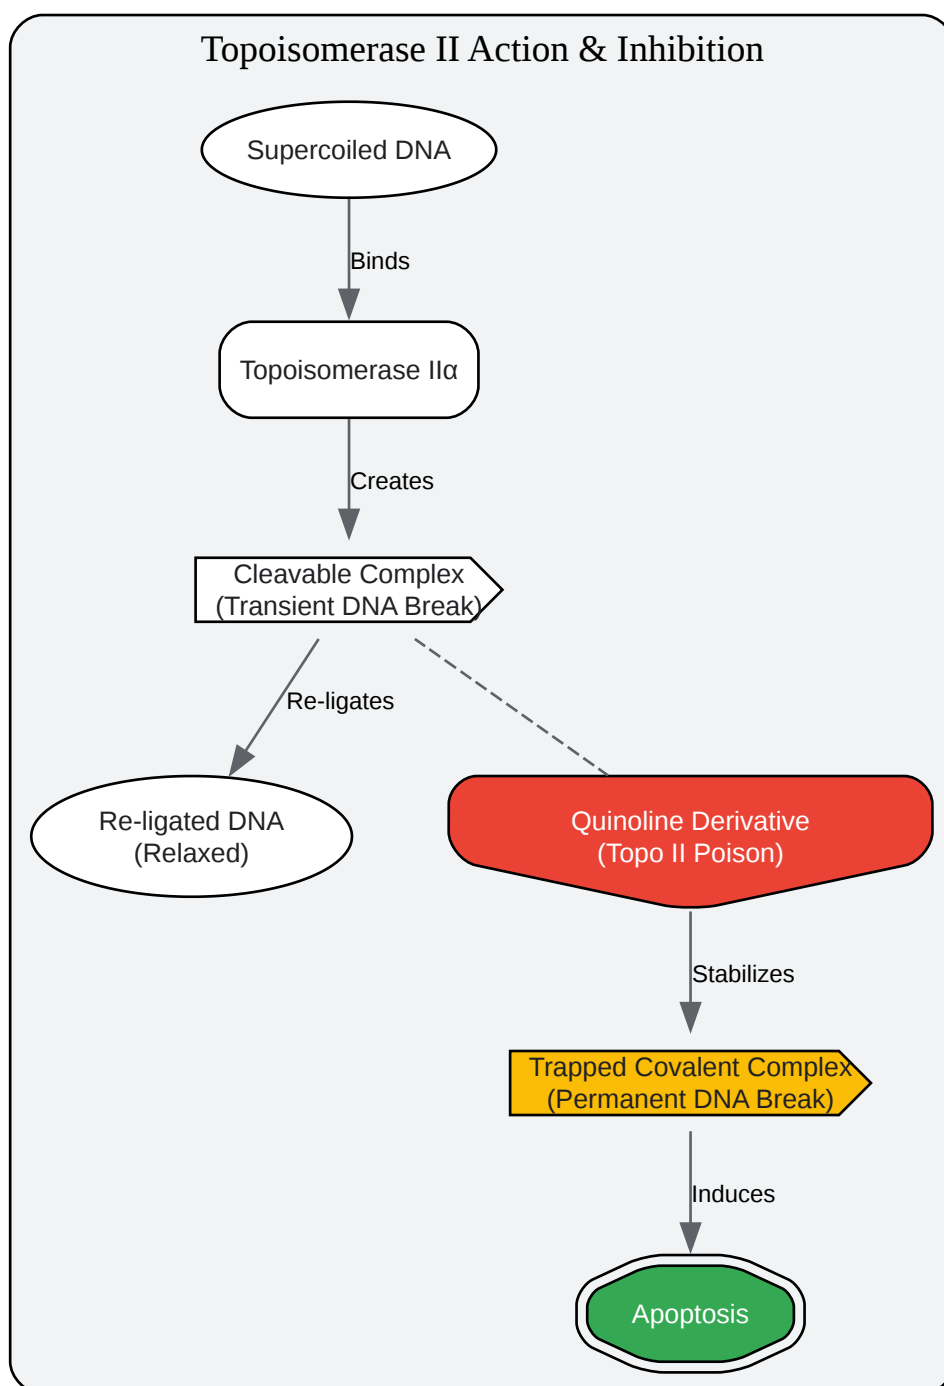 Topoisomerase II Action & Inhibition
Supercoiled DNA
Binds
Topoisomerase IIα
Creates
Cleavable Complex
(Transient DNA Break)
Re-ligates
Re-ligated DNA
(Relaxed)
Quinoline Derivative
(Topo II Poison)
Stabilizes
Trapped Covalent Complex
(Permanent DNA Break)
Induces
Apoptosis